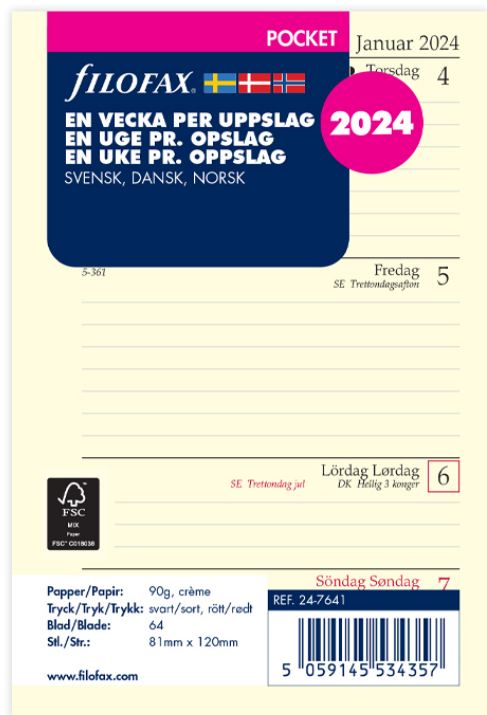 POCKET
Januar 2024
fILOFAX.
Torsdag 4
EN VECKA PER UPPSLAG
EN UGE PR. OPSLAG
EN UKE PR. OPPSLAG
2024
SVENSK, DANSK, NORSK
5-361
Fredag 5
SE Trettondagsafton
Lördag Lørdag 6
SE Trettondag jul DK Hellig 3 konger
FSC
MIX
Paper
FSC® C018038
Söndag Søndag 7
Papper/Papir: 90g, crème
Tryck/Tryk/Trykk: svart/sort, rött/rødt
Blad/Blade: 64
Stl./Str.: 81mm x 120mm
www.filofax.com
REF. 24-7641
5 059145 534357